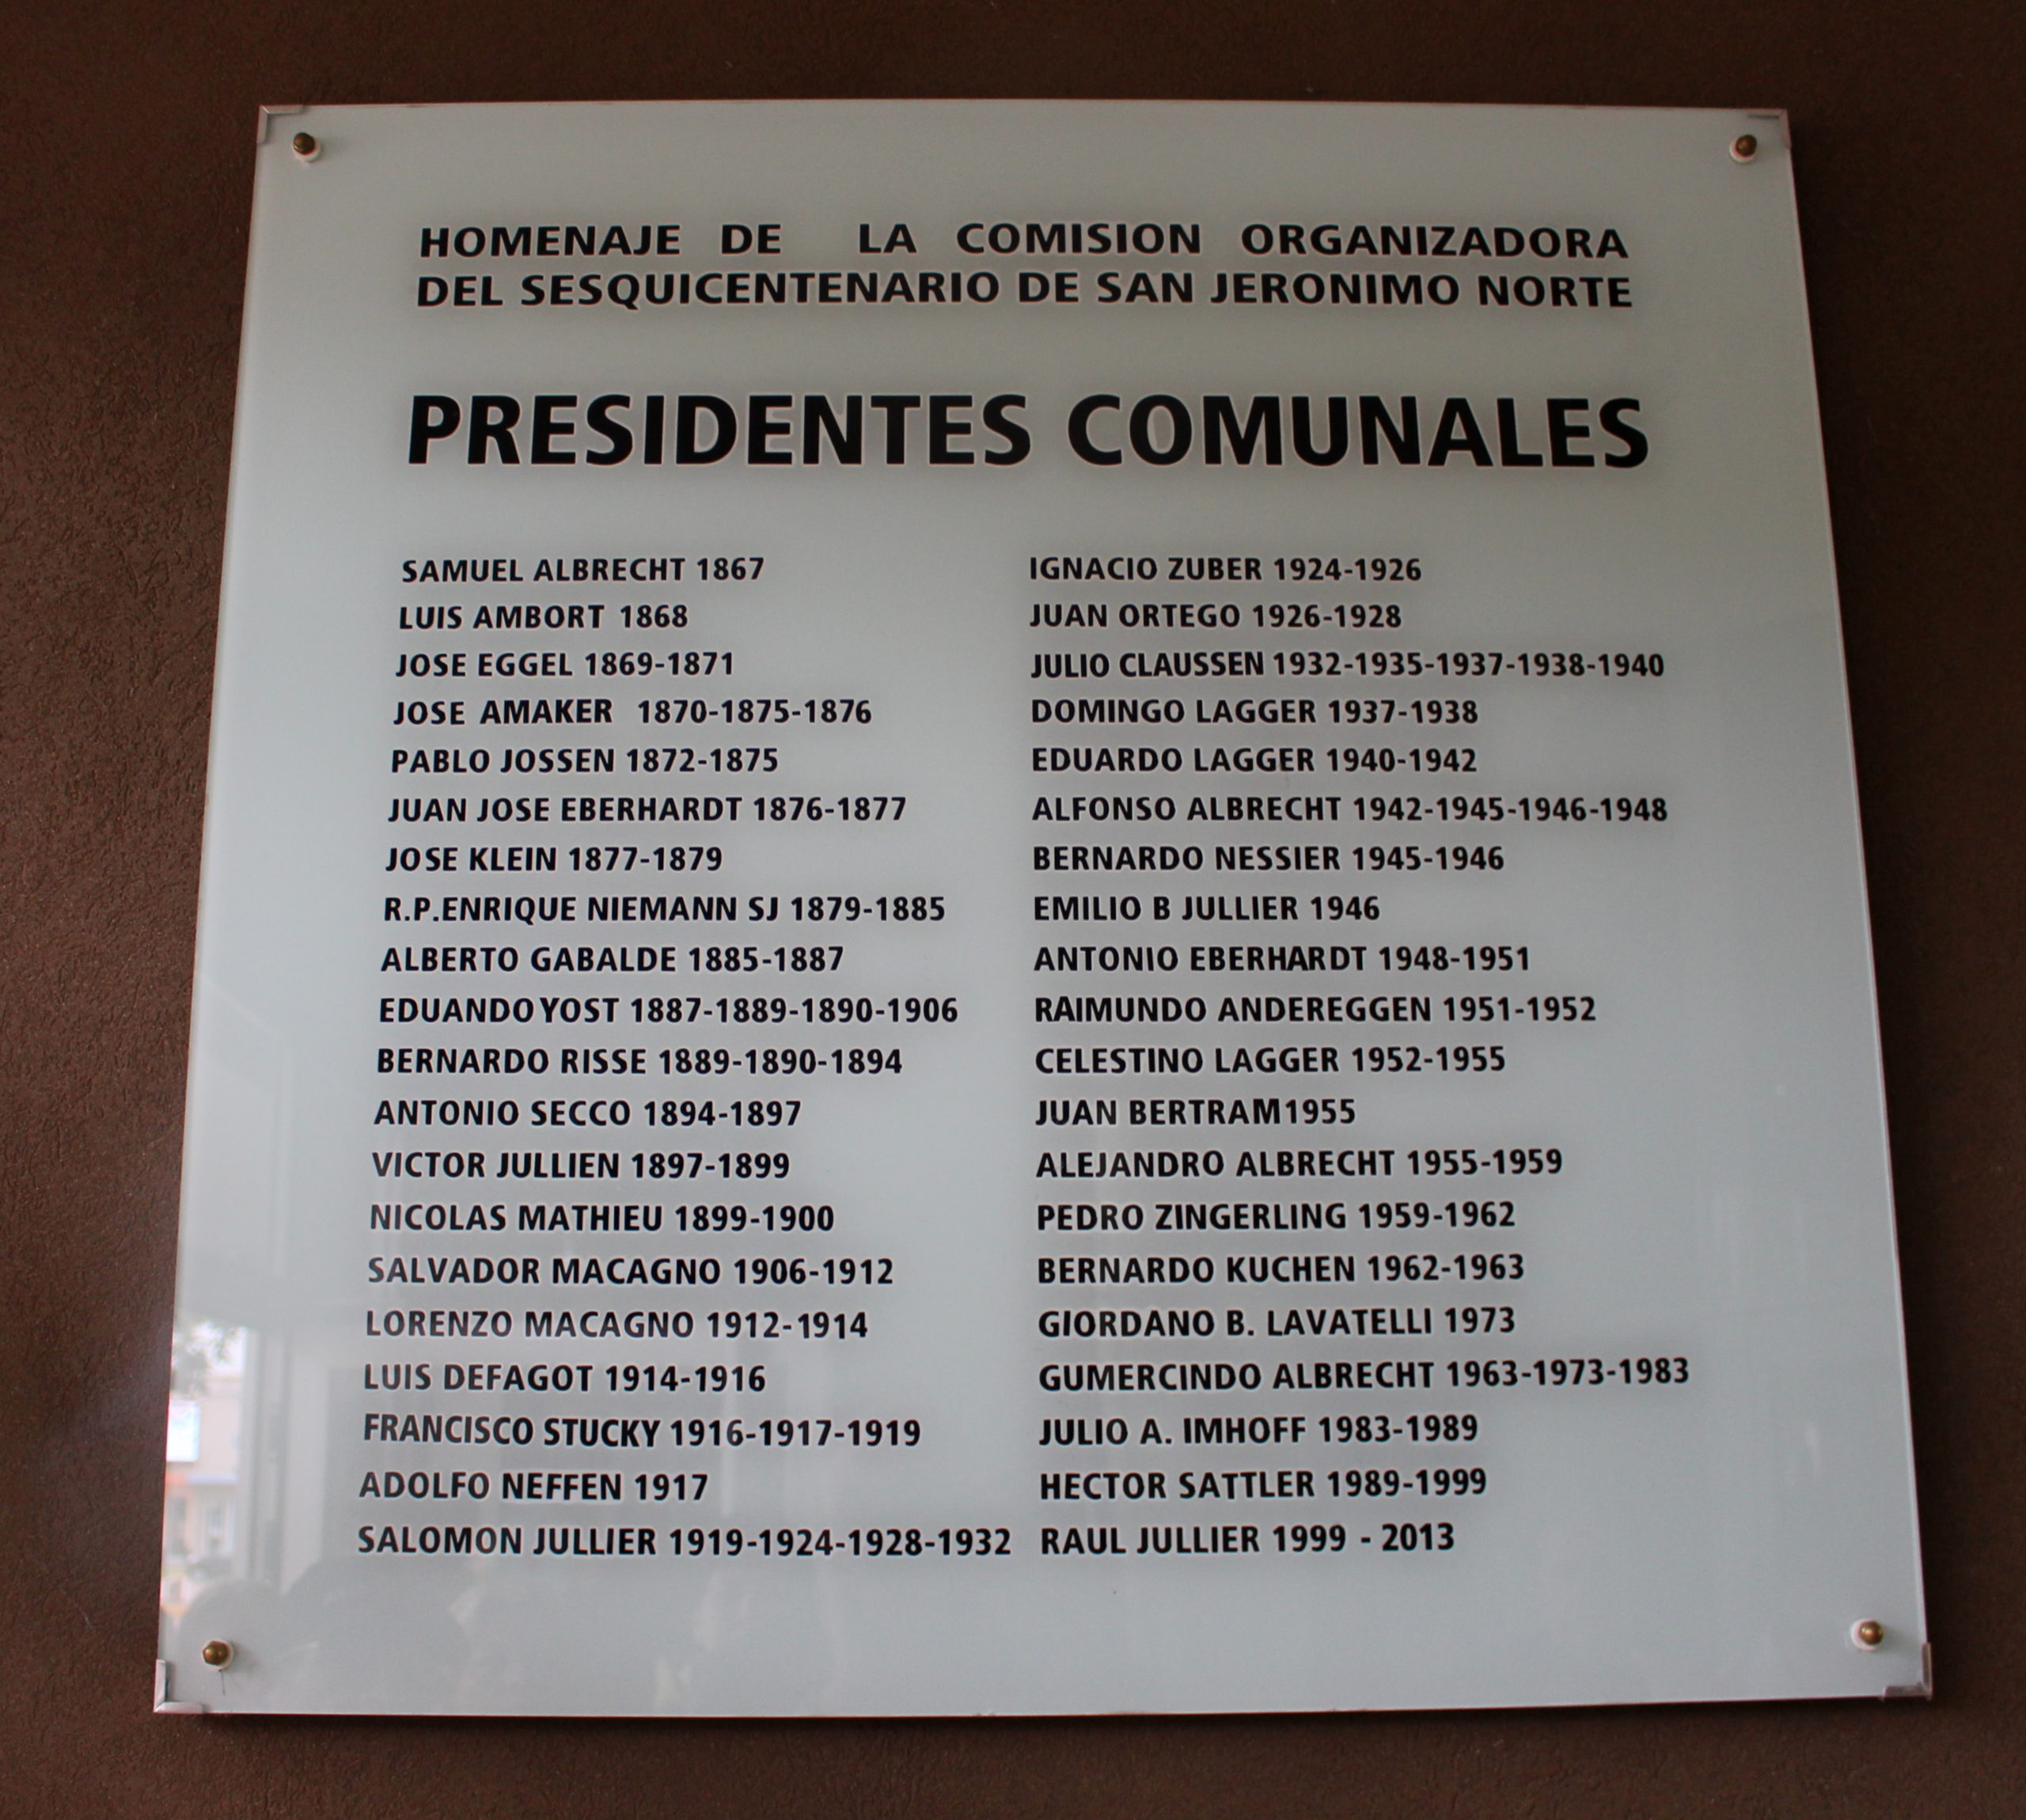 HOMENAJE DE LA COMISION ORGANIZADORA
DEL SESQUICENTENARIO DE SAN JERONIMO NORTE
PRESIDENTES COMUNALES
SAMUEL ALBRECHT 1867
LUIS AMBORT 1868
JOSE EGGEL 1869-1871
JOSE AMAKER 1870-1875-1876
PABLO JOSSEN 1872-1875
JUAN JOSE EBERHARDT 1876-1877
JOSE KLEIN 1877-1879
R.P.ENRIQUE NIEMANN SJ 1879-1885
ALBERTO GABALDE 1885-1887
EDUANDO YOST 1887-1889-1890-1906
BERNARDO RISSE 1889-1890-1894
ANTONIO SECCO 1894-1897
VICTOR JULLIEN 1897-1899
NICOLAS MATHIEU 1899-1900
SALVADOR MACAGNO 1906-1912
LORENZO MACAGNO 1912-1914
LUIS DEFAGOT 1914-1916
FRANCISCO STUCKY 1916-1917-1919
ADOLFO NEFFEN 1917
SALOMON JULLIER 1919-1924-1928-1932
IGNACIO ZUBER 1924-1926
JUAN ORTEGO 1926-1928
JULIO CLAUSSEN 1932-1935-1937-1938-1940
DOMINGO LAGGER 1937-1938
EDUARDO LAGGER 1940-1942
ALFONSO ALBRECHT 1942-1945-1946-1948
BERNARDO NESSIER 1945-1946
EMILIO B JULLIER 1946
ANTONIO EBERHARDT 1948-1951
RAIMUNDO ANDEREGGEN 1951-1952
CELESTINO LAGGER 1952-1955
JUAN BERTRAM1955
ALEJANDRO ALBRECHT 1955-1959
PEDRO ZINGERLING 1959-1962
BERNARDO KUCHEN 1962-1963
GIORDANO B. LAVATELLI 1973
GUMERCINDO ALBRECHT 1963-1973-1983
JULIO A. IMHOFF 1983-1989
HECTOR SATTLER 1989-1999
RAUL JULLIER 1999 - 2013